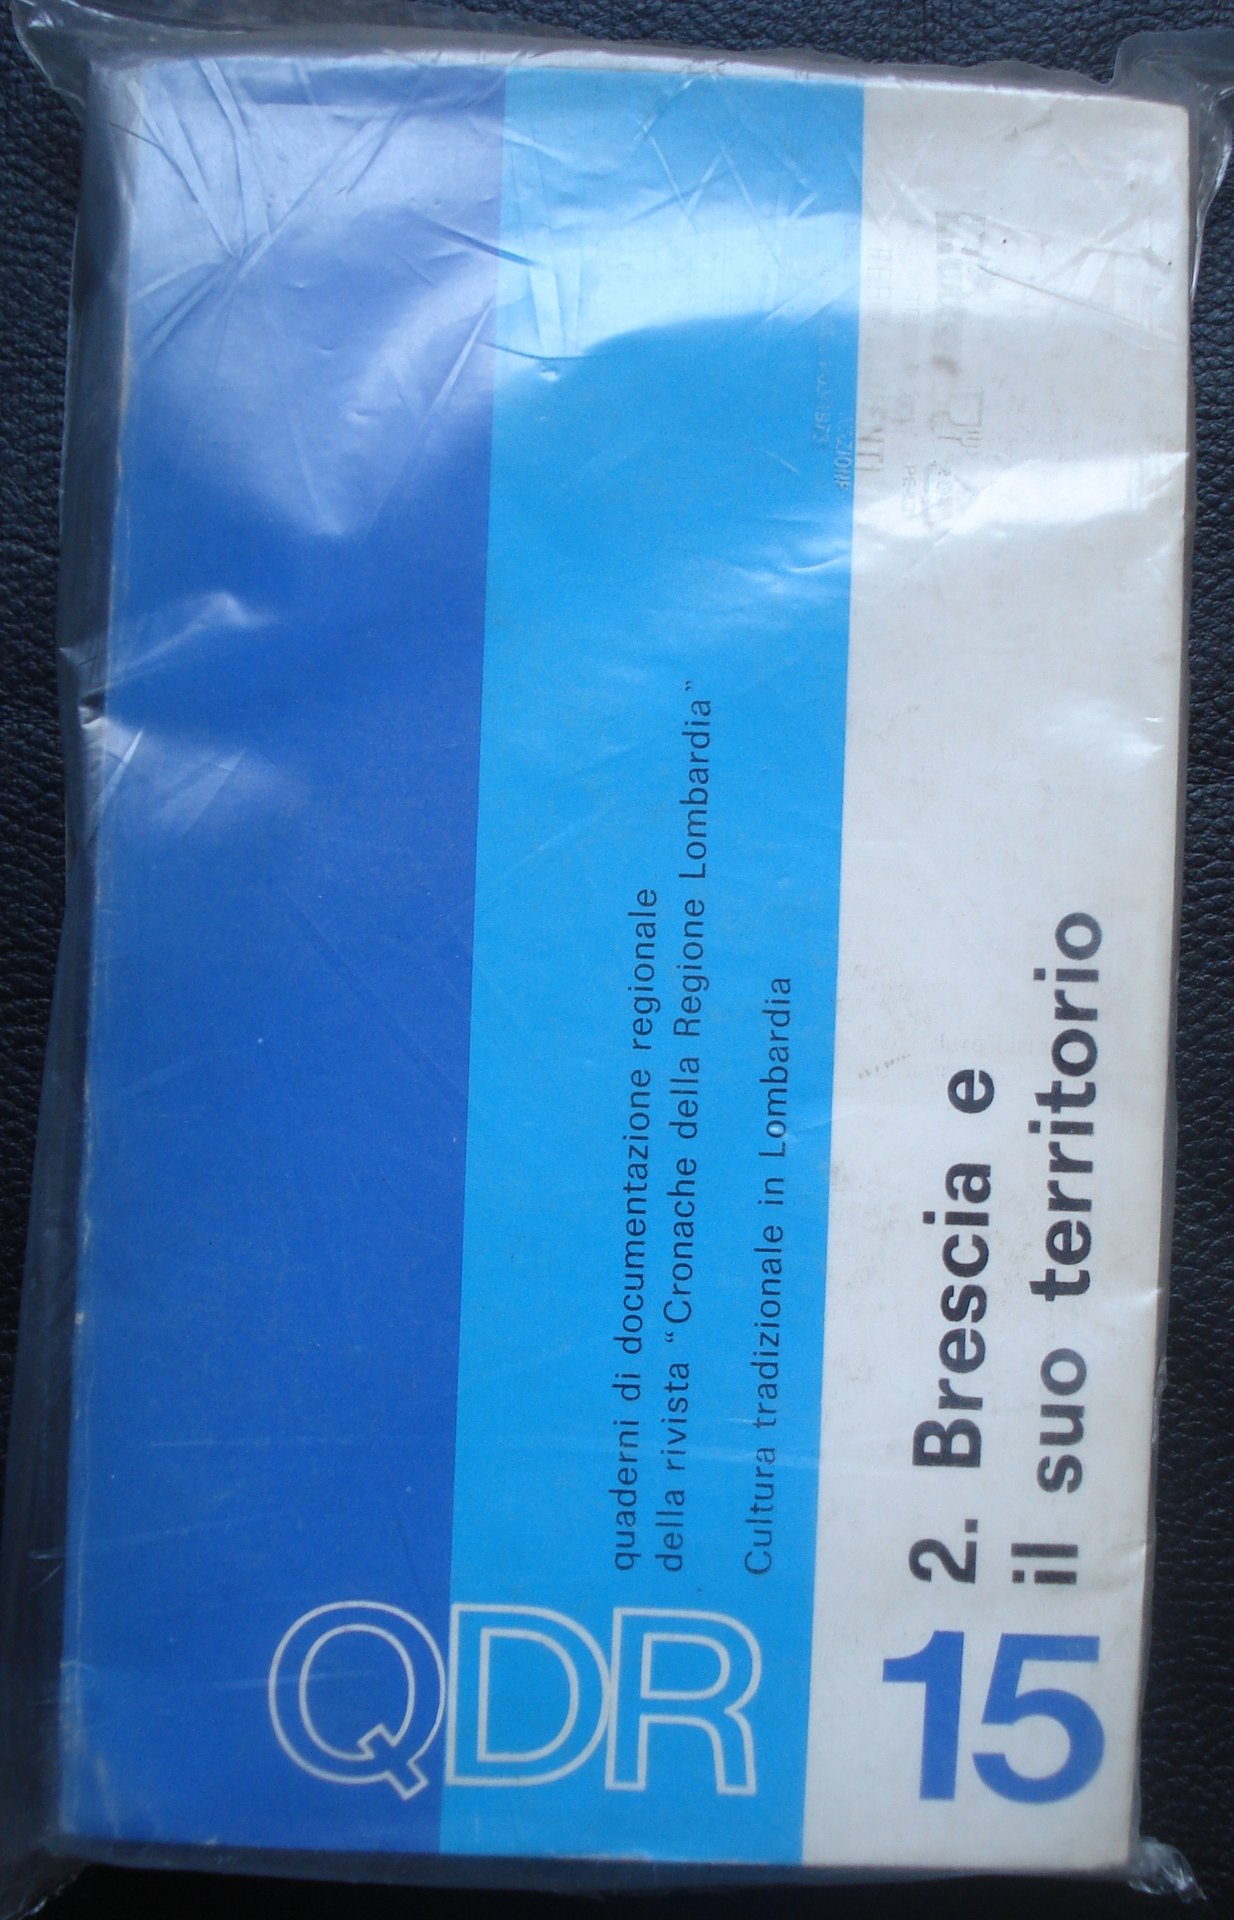 quaderni di documentazione regionale
della rivista “Cronache della Regione Lombardia”
Cultura tradizionale in Lombardia
QDR
2. Brescia e
il suo territorio
15